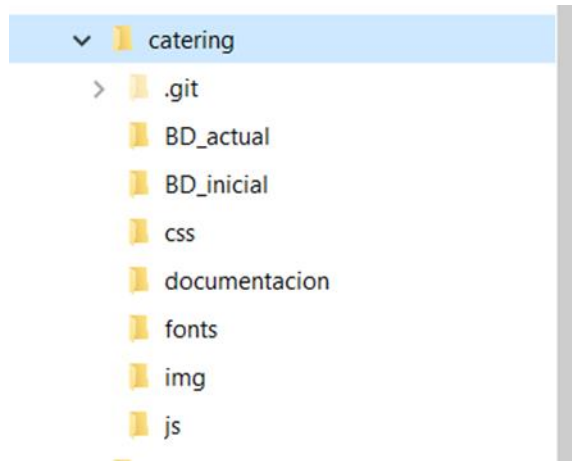 catering
.git
BD_actual
BD_inicial
css
documentacion
fonts
img
js